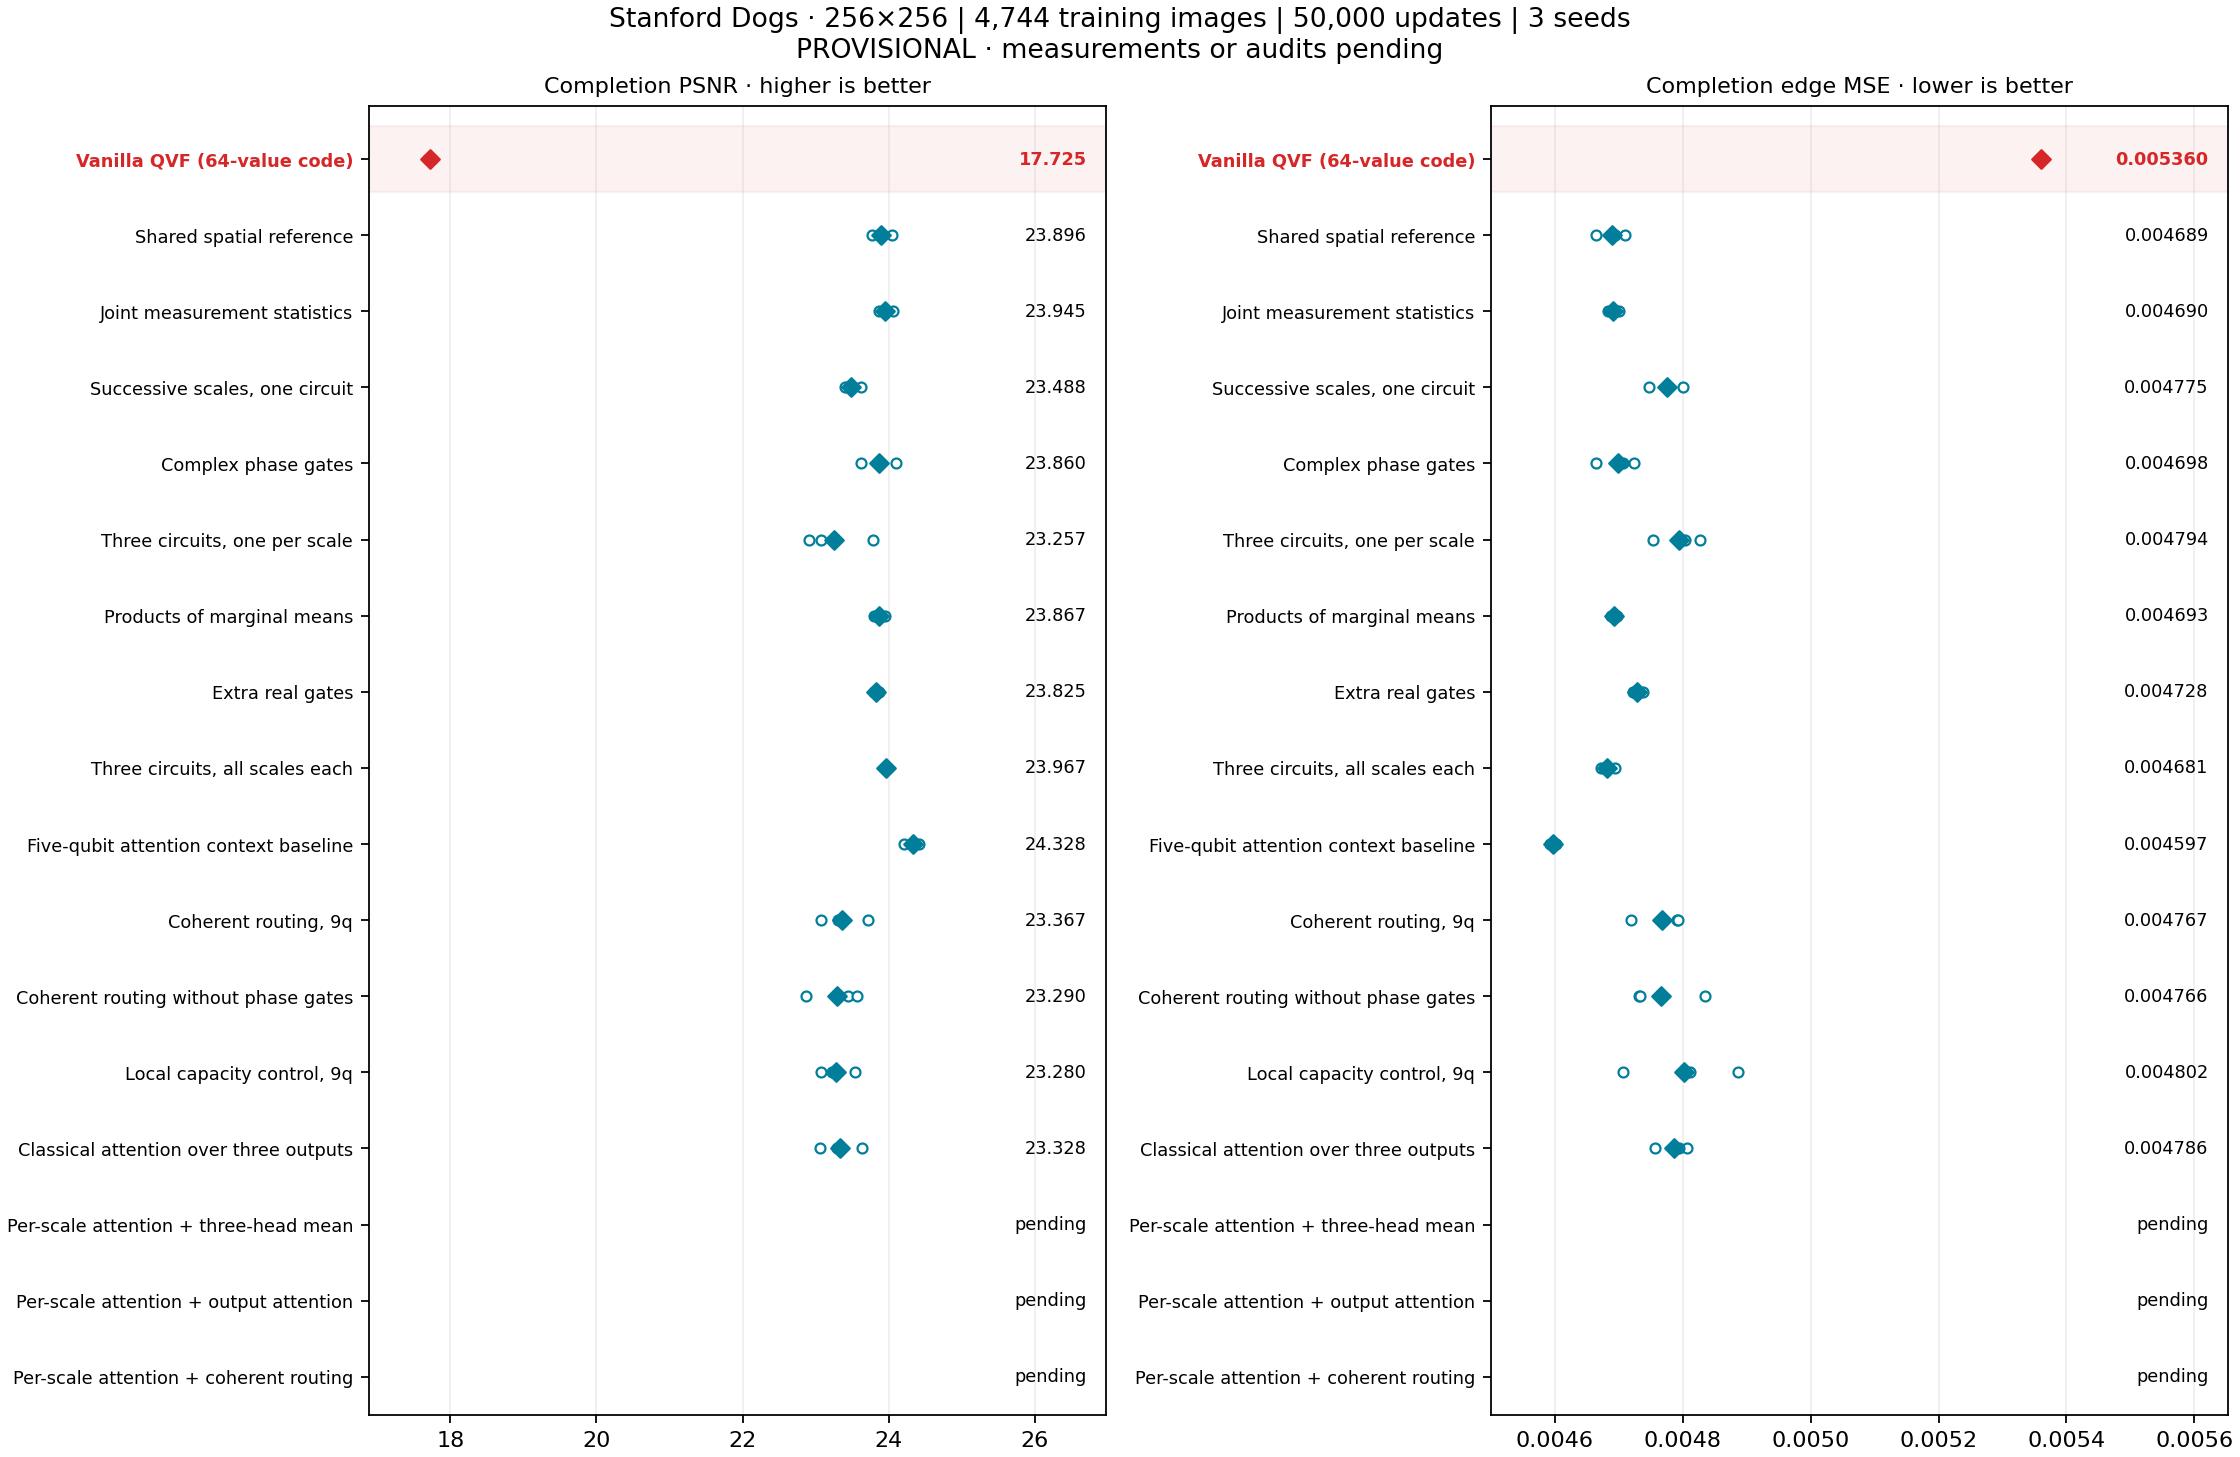 Stanford Dogs · 256×256 | 4,744 training images | 50,000 updates | 3 seeds
PROVISIONAL · measurements or audits pending
Completion PSNR · higher is better
Vanilla QVF (64-value code) 17.725
Shared spatial reference 23.896
Joint measurement statistics 23.945
Successive scales, one circuit 23.488
Complex phase gates 23.860
Three circuits, one per scale 23.257
Products of marginal means 23.867
Extra real gates 23.825
Three circuits, all scales each 23.967
Five-qubit attention context baseline 24.328
Coherent routing, 9q 23.367
Coherent routing without phase gates 23.290
Local capacity control, 9q 23.280
Classical attention over three outputs 23.328
Per-scale attention + three-head mean pending
Per-scale attention + output attention pending
Per-scale attention + coherent routing pending
18 20 22 24 26
Completion edge MSE · lower is better
Vanilla QVF (64-value code) 0.005360
Shared spatial reference 0.004689
Joint measurement statistics 0.004690
Successive scales, one circuit 0.004775
Complex phase gates 0.004698
Three circuits, one per scale 0.004794
Products of marginal means 0.004693
Extra real gates 0.004728
Three circuits, all scales each 0.004681
Five-qubit attention context baseline 0.004597
Coherent routing, 9q 0.004767
Coherent routing without phase gates 0.004766
Local capacity control, 9q 0.004802
Classical attention over three outputs 0.004786
Per-scale attention + three-head mean pending
Per-scale attention + output attention pending
Per-scale attention + coherent routing pending
0.0046 0.0048 0.0050 0.0052 0.0054 0.0056